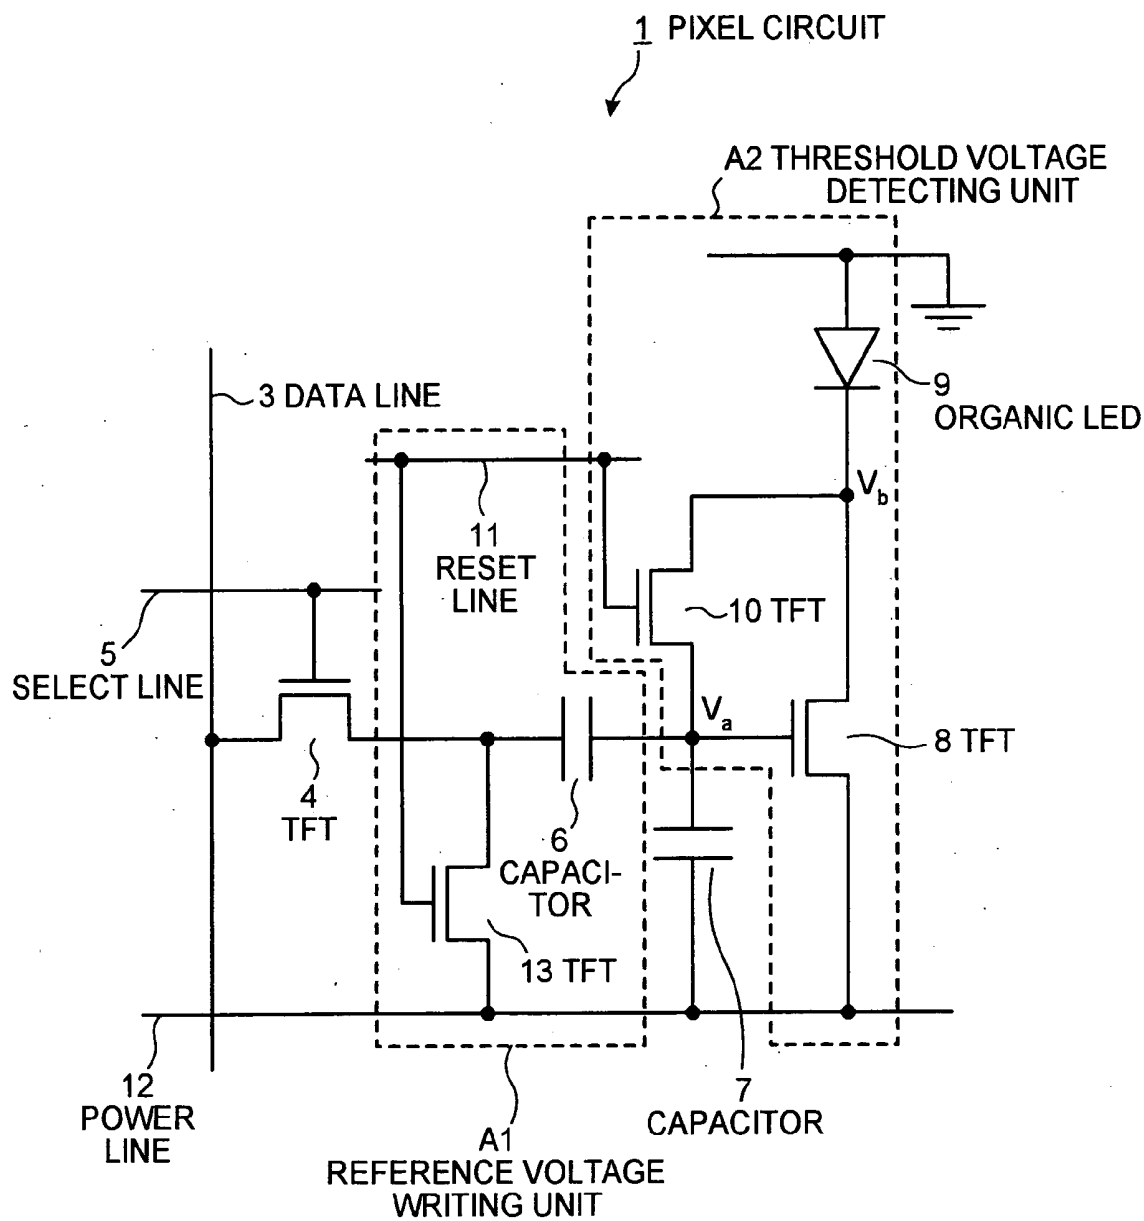 1 PIXEL CIRCUIT
A2 THRESHOLD VOLTAGE
DETECTING UNIT
3 DATA LINE
9
ORGANIC LED
Vb
11
RESET
LINE
10 TFT
5
SELECT LINE
Va
8 TFT
4
TFT
6
CAPACI-
TOR
13 TFT
12
POWER
LINE
7
CAPACITOR
A1
REFERENCE VOLTAGE
WRITING UNIT